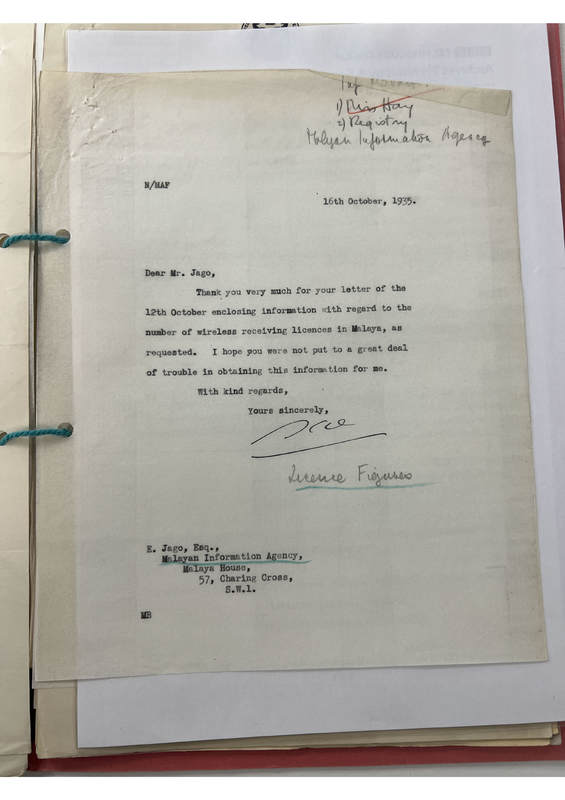 1) Miss Hay
2) Registry
Malyan Information Agency
N/MAF
16th October, 1935.
Dear Mr. Jago,
Thank you very much for your letter of the
12th October enclosing information with regard to the
number of wireless receiving licences in Malaya, as
requested. I hope you were not put to a great deal
of trouble in obtaining this information for me.
With kind regards,
Yours sincerely,
Licence Figures
E. Jago, Esq.,
Malayan Information Agency,
Malaya House,
57, Charing Cross,
S.W.1.
MB